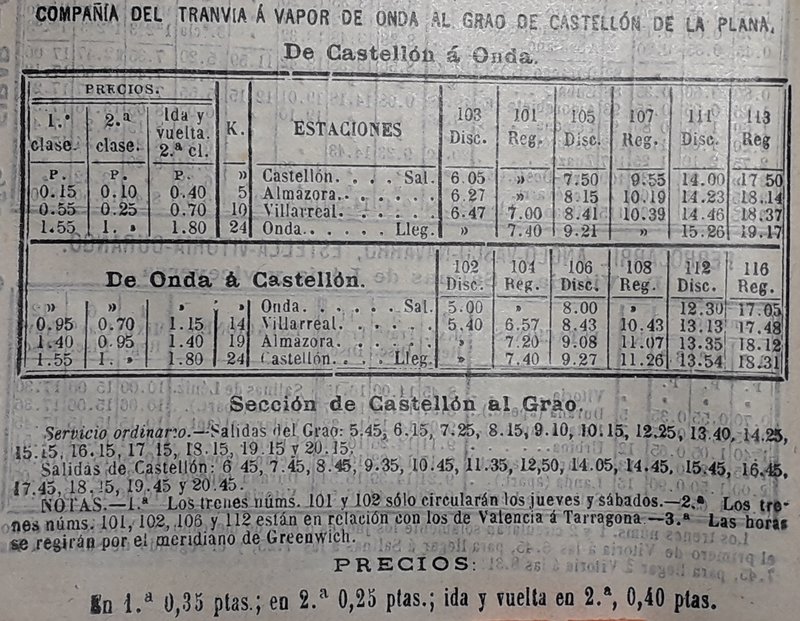 COMPAÑÍA DEL TRANVIA Á VAPOR DE ONDA AL GRAO DE CASTELLÓN DE LA PLANA.
De Castellón á Onda.
PRECIOS. K. ESTACIONES 103 101 105 107 111 113
1.ª clase. 2.ª clase. Ida y vuelta. 2.ª cl. Disc. Reg. Disc. Reg. Disc. Reg
P. P. P. » Castellón. . . . Sal. 6.05 » 7.50 9.55 14.00 17 50
0.15 0.10 0.40 5 Almázora. . . . . . 6.27 » 8.15 10.19 14.23 18.14
0.55 0.25 0.70 10 Villarreal. . . . . . 6.47 7.00 8.41 10.39 14.46 18.37
1.55 1. » 1.80 24 Onda. . . . . . Lleg. » 7.40 9.21 » 15.26 19.17
De Onda á Castellón. 102 104 106 108 112 116
Disc. Reg. Disc. Reg. Disc. Reg.
» » » » Onda. . . . . . Sal. 5.00 » 8.00 » 12.30 17.05
0.95 0.70 1.15 14 Villarreal. . . . . . 5.40 6.57 8.43 10.43 13.13 17.48
1.40 0.95 1.40 19 Almazora. . . . . . » 7.20 9.08 11.07 13.35 18.12
1.55 1. » 1.80 24 Castellón. . . . Lleg. » 7.40 9.27 11.26 13.54 18.31
Sección de Castellón al Grao
Servicio ordinario.—Salidas del Grao: 5.45, 6.15, 7.25, 8.15, 9.10, 10.15, 12.25, 13.40, 14.25,
15.15, 16.15, 17 15, 18.15, 19.15 y 20.15.
Salidas de Castellón: 6 45, 7.45, 8.45, 9.35, 10.45, 11.35, 12,50, 14.05, 14.45, 15.45, 16.45,
17.45, 18.45, 19.45 y 20.45.
NOTAS.—1.ª Los trenes núms. 101 y 102 sólo circularán los jueves y sábados.—2.ª Los tre-
nes núms. 101, 102, 106 y 112 están en relación con los de Valencia á Tarragona.—3.ª Las horas
se regirán por el meridiano de Greenwich.
PRECIOS:
En 1.ª 0,35 ptas.; en 2.ª 0,25 ptas.; ida y vuelta en 2.ª, 0,40 ptas.